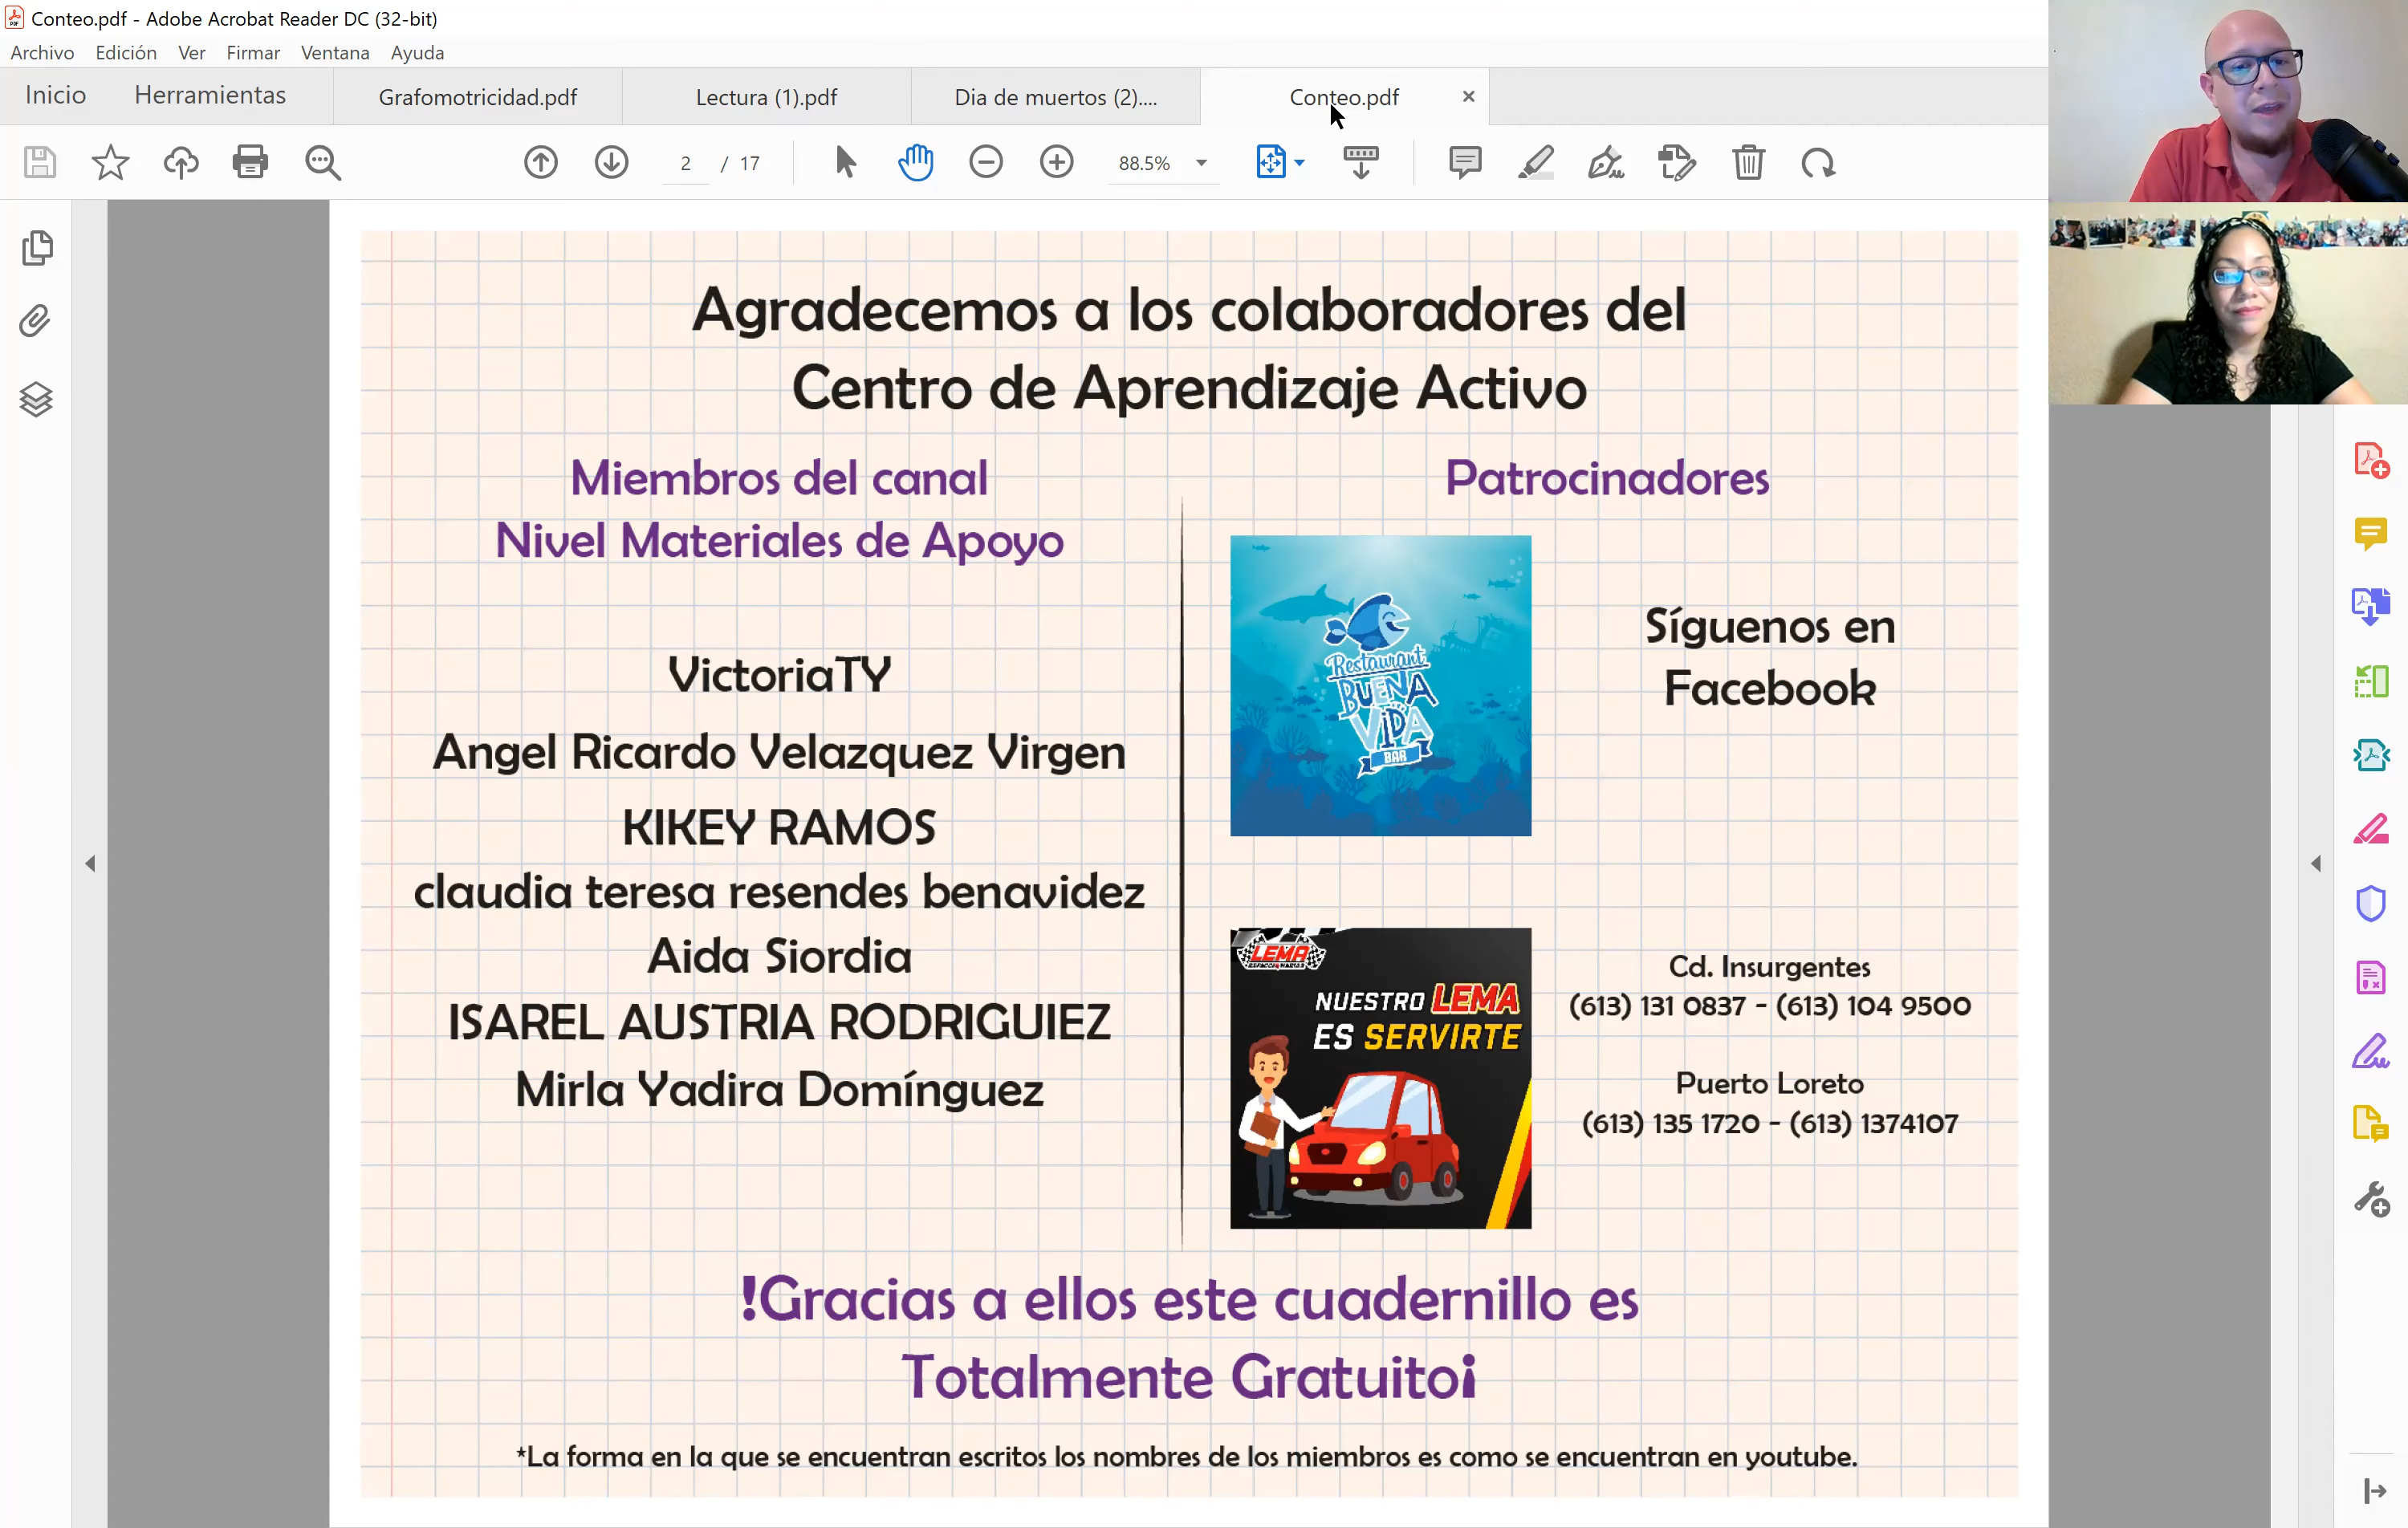 Conteo.pdf - Adobe Acrobat Reader DC (32-bit)
Archivo Edición Ver Firmar Ventana Ayuda
Inicio Herramientas Grafomotricidad.pdf Lectura (1).pdf Dia de muertos (2).... Conteo.pdf ×
2 / 17 88.5%
Agradecemos a los colaboradores del
Centro de Aprendizaje Activo
Miembros del canal
Nivel Materiales de Apoyo
VictoriaTY
Angel Ricardo Velazquez Virgen
KIKEY RAMOS
claudia teresa resendes benavidez
Aida Siordia
ISAREL AUSTRIA RODRIGUIEZ
Mirla Yadira Domínguez
Patrocinadores
Restaurant
BUENA
VIDA
BAR
Síguenos en
Facebook
LEMA
REFACCIONARIAS
NUESTRO LEMA
ES SERVIRTE
Cd. Insurgentes
(613) 131 0837 - (613) 104 9500
Puerto Loreto
(613) 135 1720 - (613) 1374107
!Gracias a ellos este cuadernillo es
Totalmente Gratuito¡
*La forma en la que se encuentran escritos los nombres de los miembros es como se encuentran en youtube.